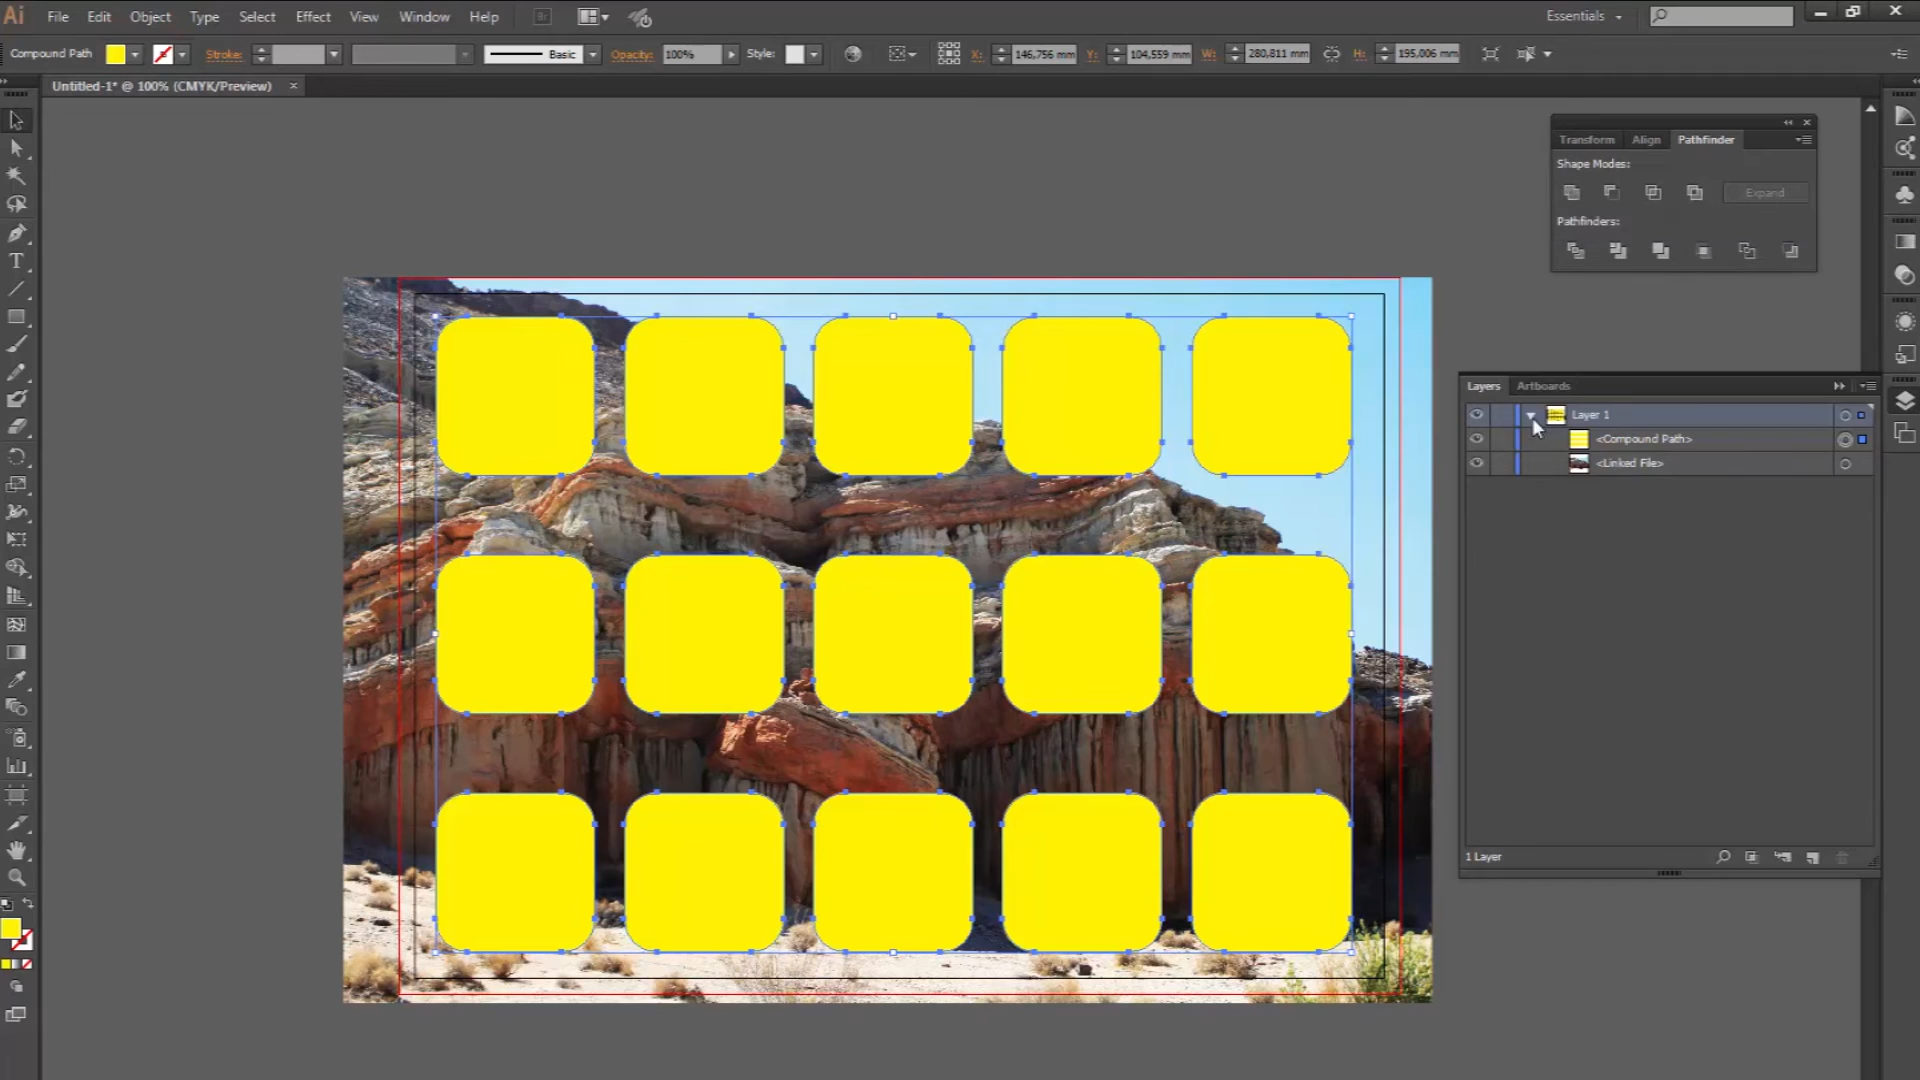 Ai File Edit Object Type Select Effect View Window Help Br Essentials
Compound Path Stroke: Basic Opacity: 100% Style: X: 146,756 mm Y: 104,559 mm W: 280,811 mm H: 195,006 mm
Untitled-1* @ 100% (CMYK/Preview)
Transform Align Pathfinder
Shape Modes:
Expand
Pathfinders:
Layers Artboards
Layer 1
<Compound Path>
<Linked File>
1 Layer